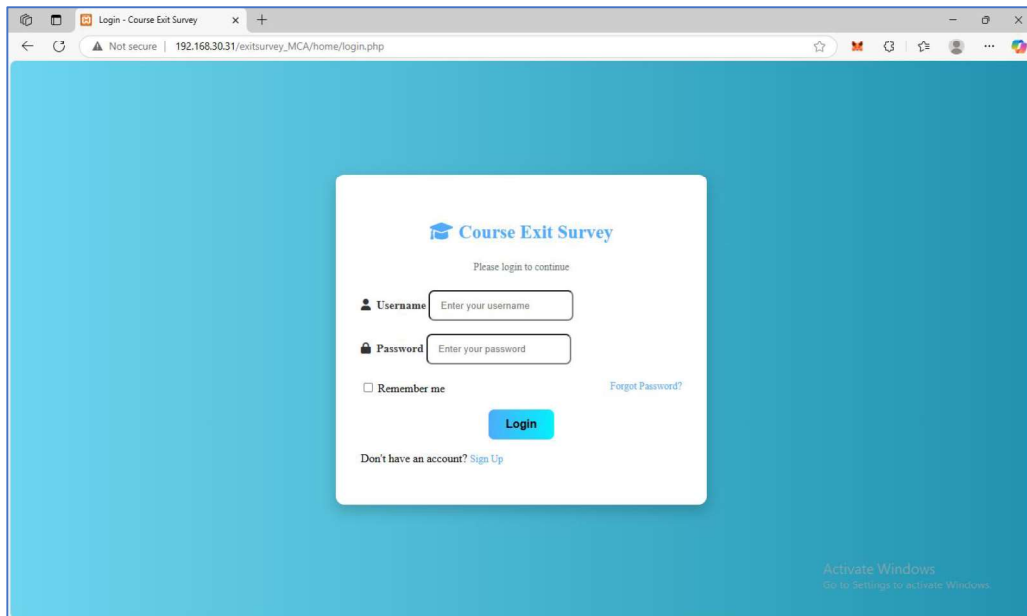 Login - Course Exit Survey
Not secure | 192.168.30.31/exitsurvey_MCA/home/login.php
Course Exit Survey
Please login to continue
Username Enter your username
Password Enter your password
Remember me Forgot Password?
Login
Don't have an account? Sign Up
Activate Windows
Go to Settings to activate Windows.